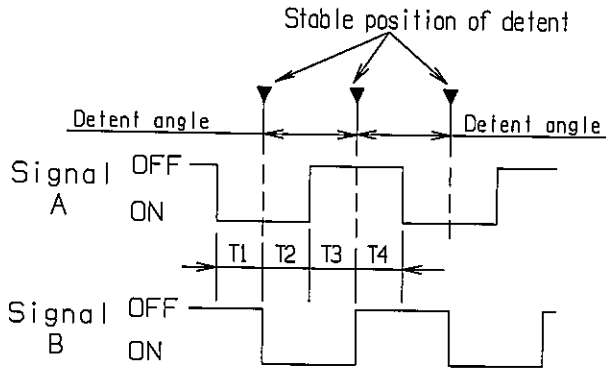 Stable position of detent
Detent angle
Detent angle
Signal A
OFF
ON
T1 T2 T3 T4
Signal B
OFF
ON